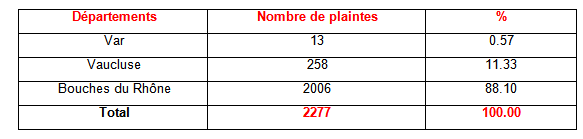 Départements Nombre de plaintes %
Var 13 0.57
Vaucluse 258 11.33
Bouches du Rhône 2006 88.10
Total 2277 100.00